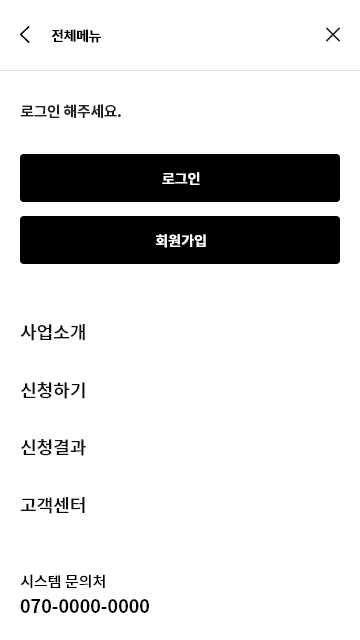 전체메뉴
로그인 해주세요.
로그인
회원가입
사업소개
신청하기
신청결과
고객센터
시스템 문의처
070-0000-0000